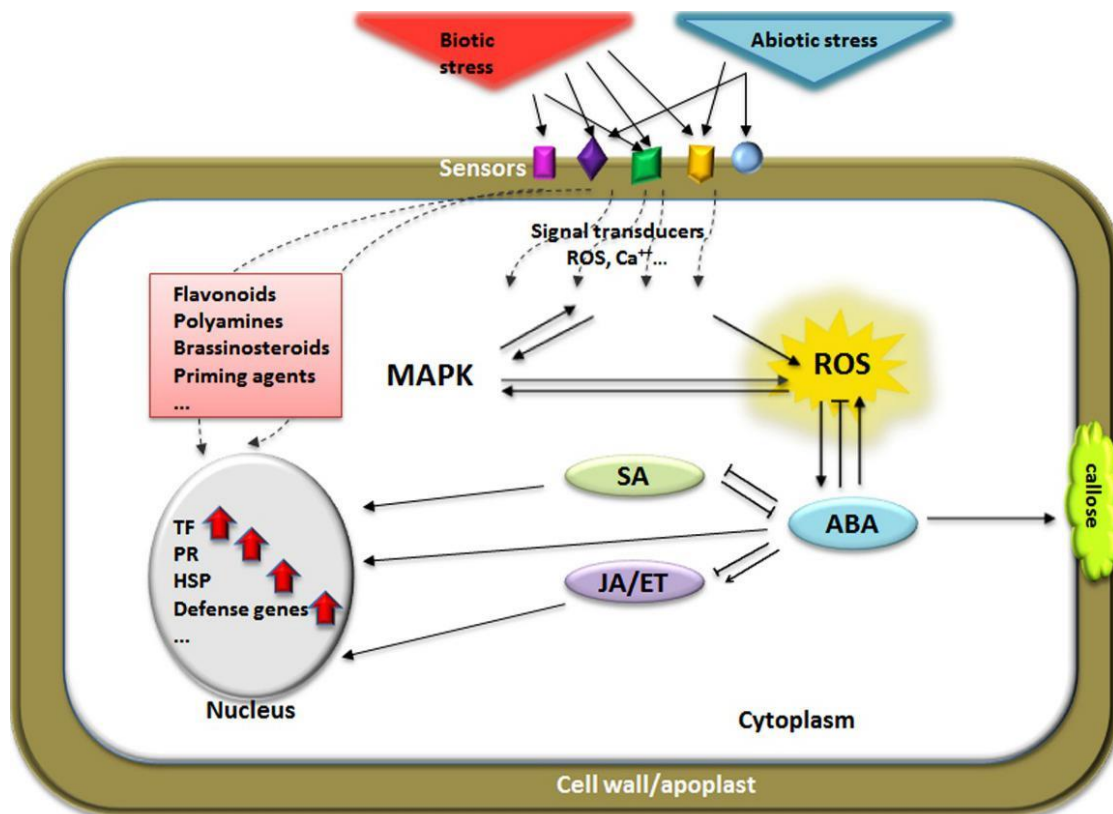 Biotic
stress
Abiotic stress
Sensors
Signal transducers
ROS, Ca⁺⁺...
Flavonoids
Polyamines
Brassinosteroids
Priming agents
...
MAPK
ROS
SA
ABA
callose
JA/ET
TF
PR
HSP
Defense genes
...
Nucleus
Cytoplasm
Cell wall/apoplast